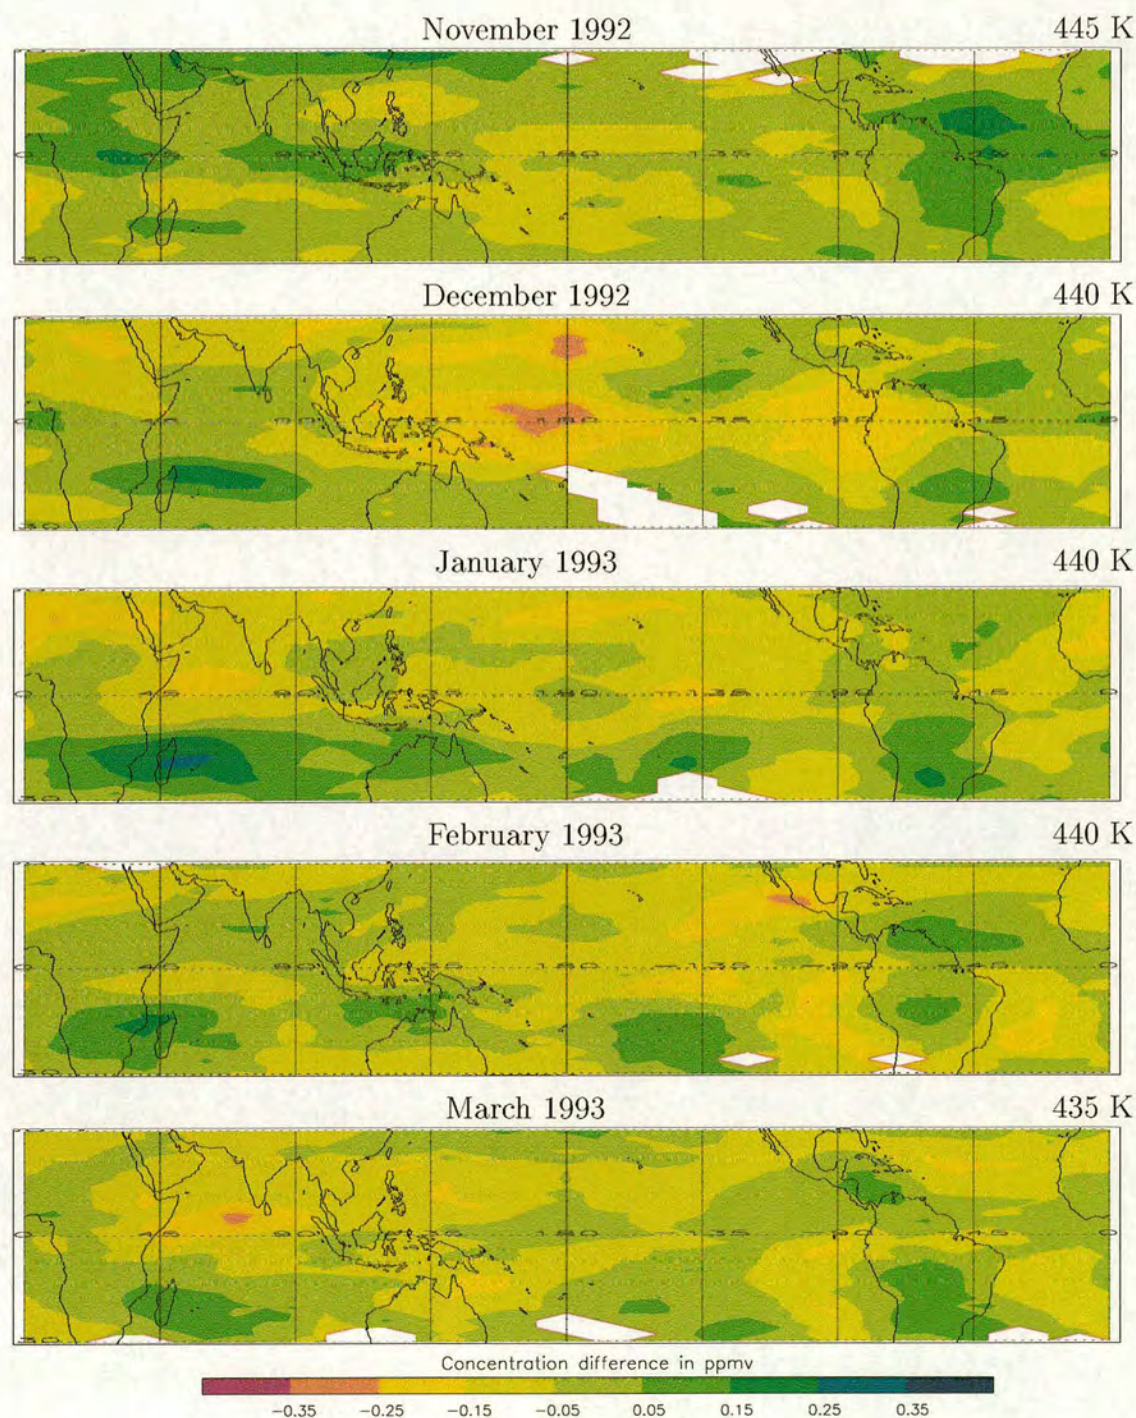 November 1992 445 K
December 1992 440 K
January 1993 440 K
February 1993 440 K
March 1993 435 K
Concentration difference in ppmv
-0.35 -0.25 -0.15 -0.05 0.05 0.15 0.25 0.35